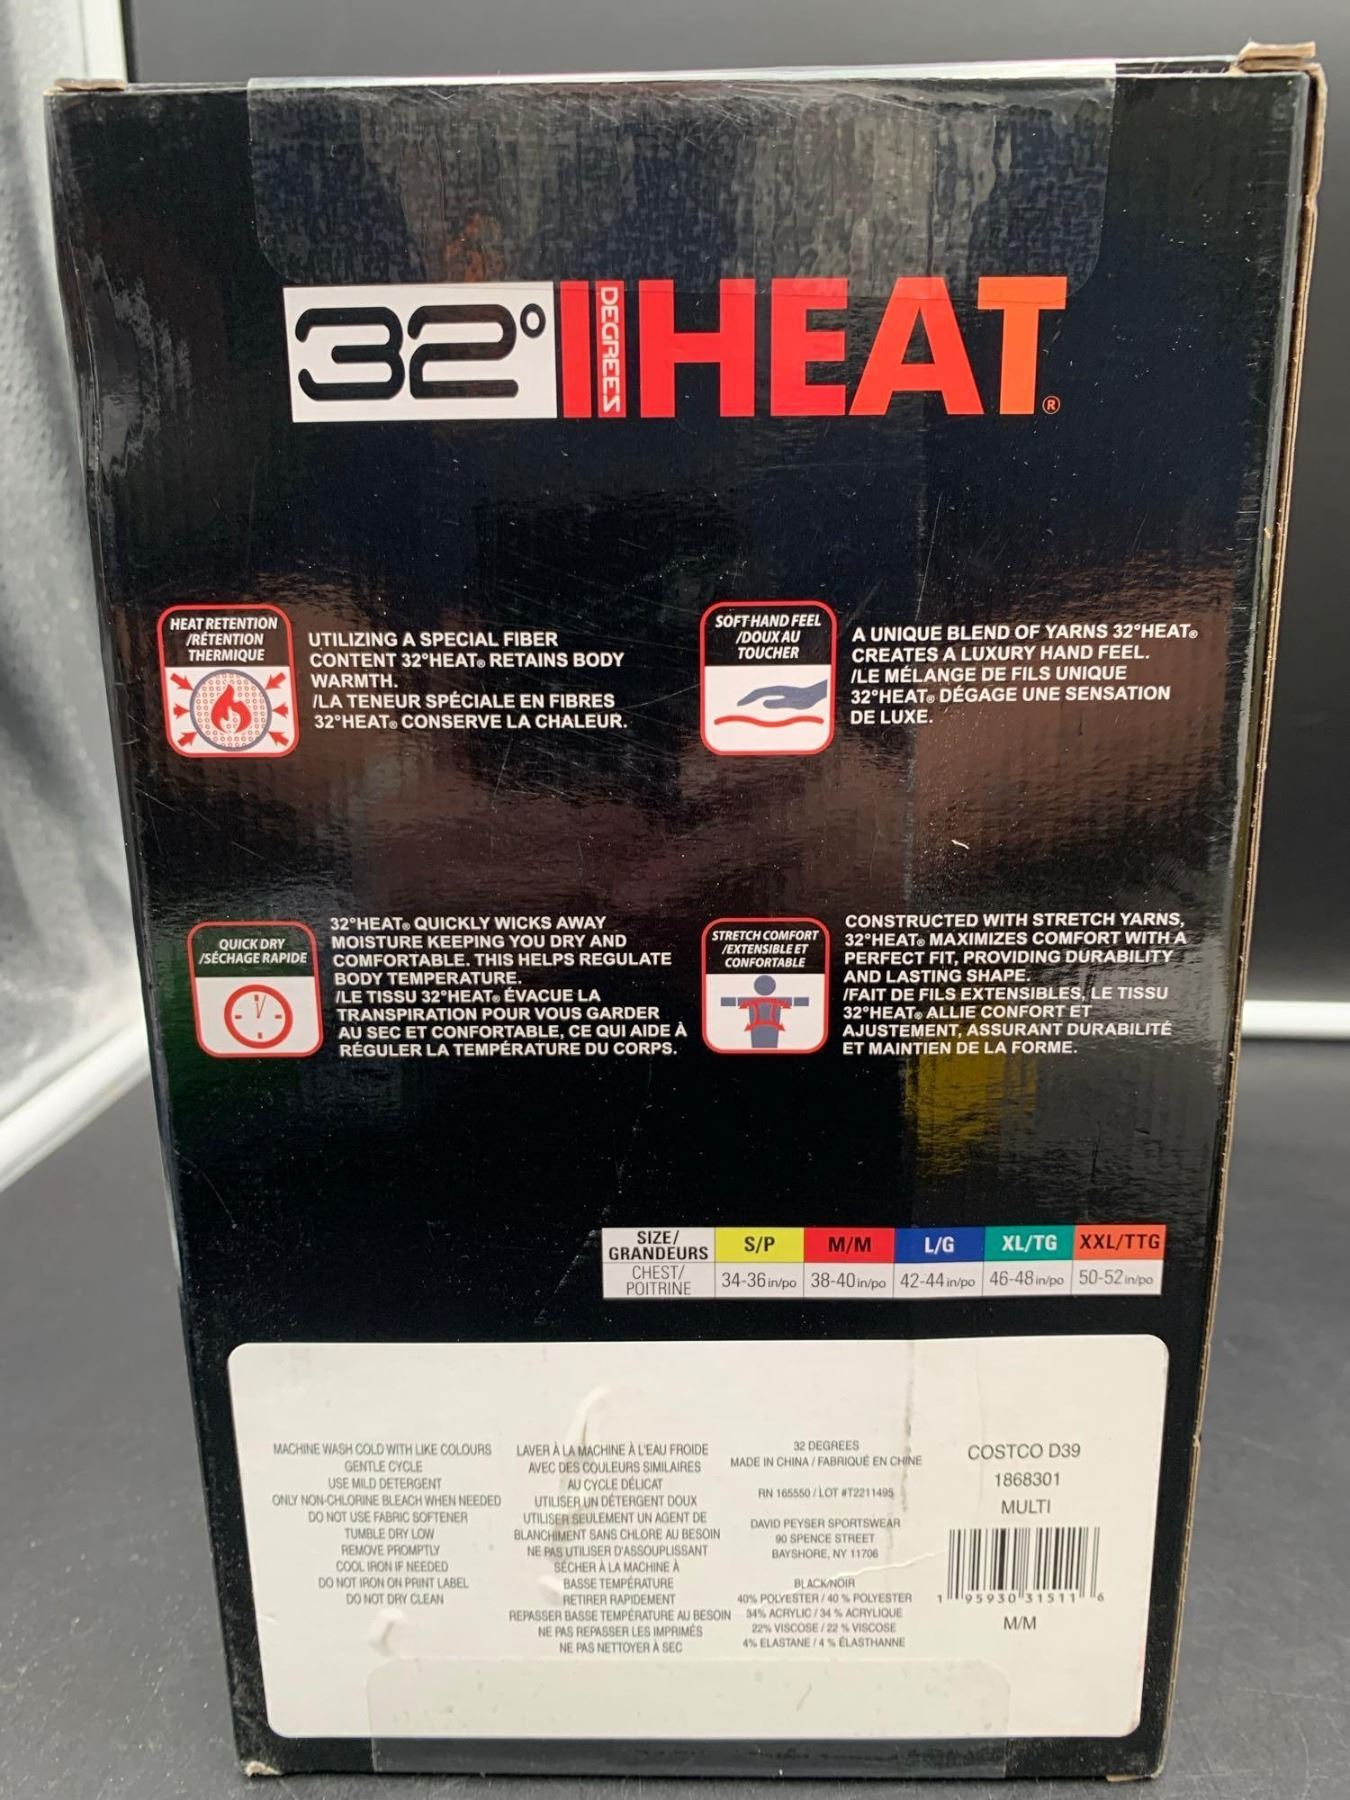 32° DEGREES HEAT®
HEAT RETENTION
/RÉTENTION
THERMIQUE
UTILIZING A SPECIAL FIBER
CONTENT 32°HEAT® RETAINS BODY
WARMTH.
/LA TENEUR SPÉCIALE EN FIBRES
32°HEAT® CONSERVE LA CHALEUR.
SOFT HAND FEEL
/DOUX AU
TOUCHER
A UNIQUE BLEND OF YARNS 32°HEAT®
CREATES A LUXURY HAND FEEL.
/LE MÉLANGE DE FILS UNIQUE
32°HEAT® DÉGAGE UNE SENSATION
DE LUXE.
QUICK DRY
/SÉCHAGE RAPIDE
32°HEAT® QUICKLY WICKS AWAY
MOISTURE KEEPING YOU DRY AND
COMFORTABLE. THIS HELPS REGULATE
BODY TEMPERATURE.
/LE TISSU 32°HEAT® ÉVACUE LA
TRANSPIRATION POUR VOUS GARDER
AU SEC ET CONFORTABLE, CE QUI AIDE À
RÉGULER LA TEMPÉRATURE DU CORPS.
STRETCH COMFORT
/EXTENSIBLE ET
CONFORTABLE
CONSTRUCTED WITH STRETCH YARNS,
32°HEAT® MAXIMIZES COMFORT WITH A
PERFECT FIT, PROVIDING DURABILITY
AND LASTING SHAPE.
/FAIT DE FILS EXTENSIBLES, LE TISSU
32°HEAT® ALLIE CONFORT ET
AJUSTEMENT, ASSURANT DURABILITÉ
ET MAINTIEN DE LA FORME.
SIZE/
GRANDEURS
S/P M/M L/G XL/TG XXL/TTG
CHEST/
POITRINE
34-36 in/po 38-40 in/po 42-44 in/po 46-48 in/po 50-52 in/po
MACHINE WASH COLD WITH LIKE COLOURS
GENTLE CYCLE
USE MILD DETERGENT
ONLY NON-CHLORINE BLEACH WHEN NEEDED
DO NOT USE FABRIC SOFTENER
TUMBLE DRY LOW
REMOVE PROMPTLY
COOL IRON IF NEEDED
DO NOT IRON ON PRINT LABEL
DO NOT DRY CLEAN
LAVER À LA MACHINE À L'EAU FROIDE
AVEC DES COULEURS SIMILAIRES
AU CYCLE DÉLICAT
UTILISER UN DÉTERGENT DOUX
UTILISER SEULEMENT UN AGENT DE
BLANCHIMENT SANS CHLORE AU BESOIN
NE PAS UTILISER D'ASSOUPLISSANT
SÉCHER À LA MACHINE À
BASSE TEMPÉRATURE
RETIRER RAPIDEMENT
REPASSER BASSE TEMPÉRATURE AU BESOIN
NE PAS REPASSER LES IMPRIMÉS
NE PAS NETTOYER À SEC
32 DEGREES
MADE IN CHINA / FABRIQUÉ EN CHINE
RN 165550 / LOT #T2211495
DAVID PEYSER SPORTSWEAR
90 SPENCE STREET
BAYSHORE, NY 11706
BLACK/NOIR
40% POLYESTER / 40 % POLYESTER
34% ACRYLIC / 34 % ACRYLIQUE
22% VISCOSE / 22 % VISCOSE
4% ELASTANE / 4 % ÉLASTHANNE
COSTCO D39
1868301
MULTI
1 95930 31511 6
M/M